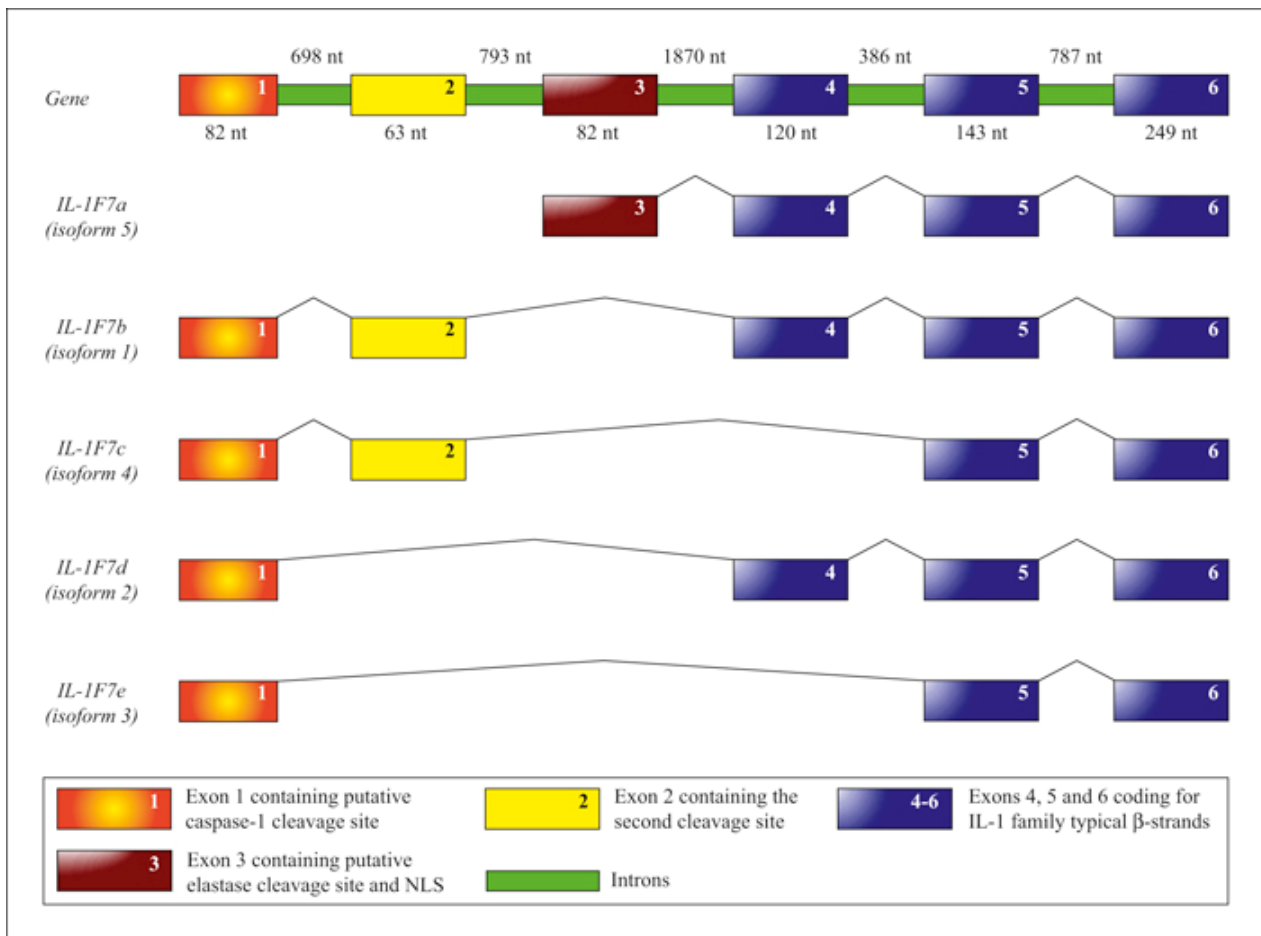 698 nt 793 nt 1870 nt 386 nt 787 nt
Gene 1 2 3 4 5 6
82 nt 63 nt 82 nt 120 nt 143 nt 249 nt
IL-1F7a
(isoform 5)
3 4 5 6
IL-1F7b
(isoform 1)
1 2 4 5 6
IL-1F7c
(isoform 4)
1 2 5 6
IL-1F7d
(isoform 2)
1 4 5 6
IL-1F7e
(isoform 3)
1 5 6
1
Exon 1 containing putative
caspase-1 cleavage site
2
Exon 2 containing the
second cleavage site
4-6
Exons 4, 5 and 6 coding for
IL-1 family typical β-strands
3
Exon 3 containing putative
elastase cleavage site and NLS
Introns